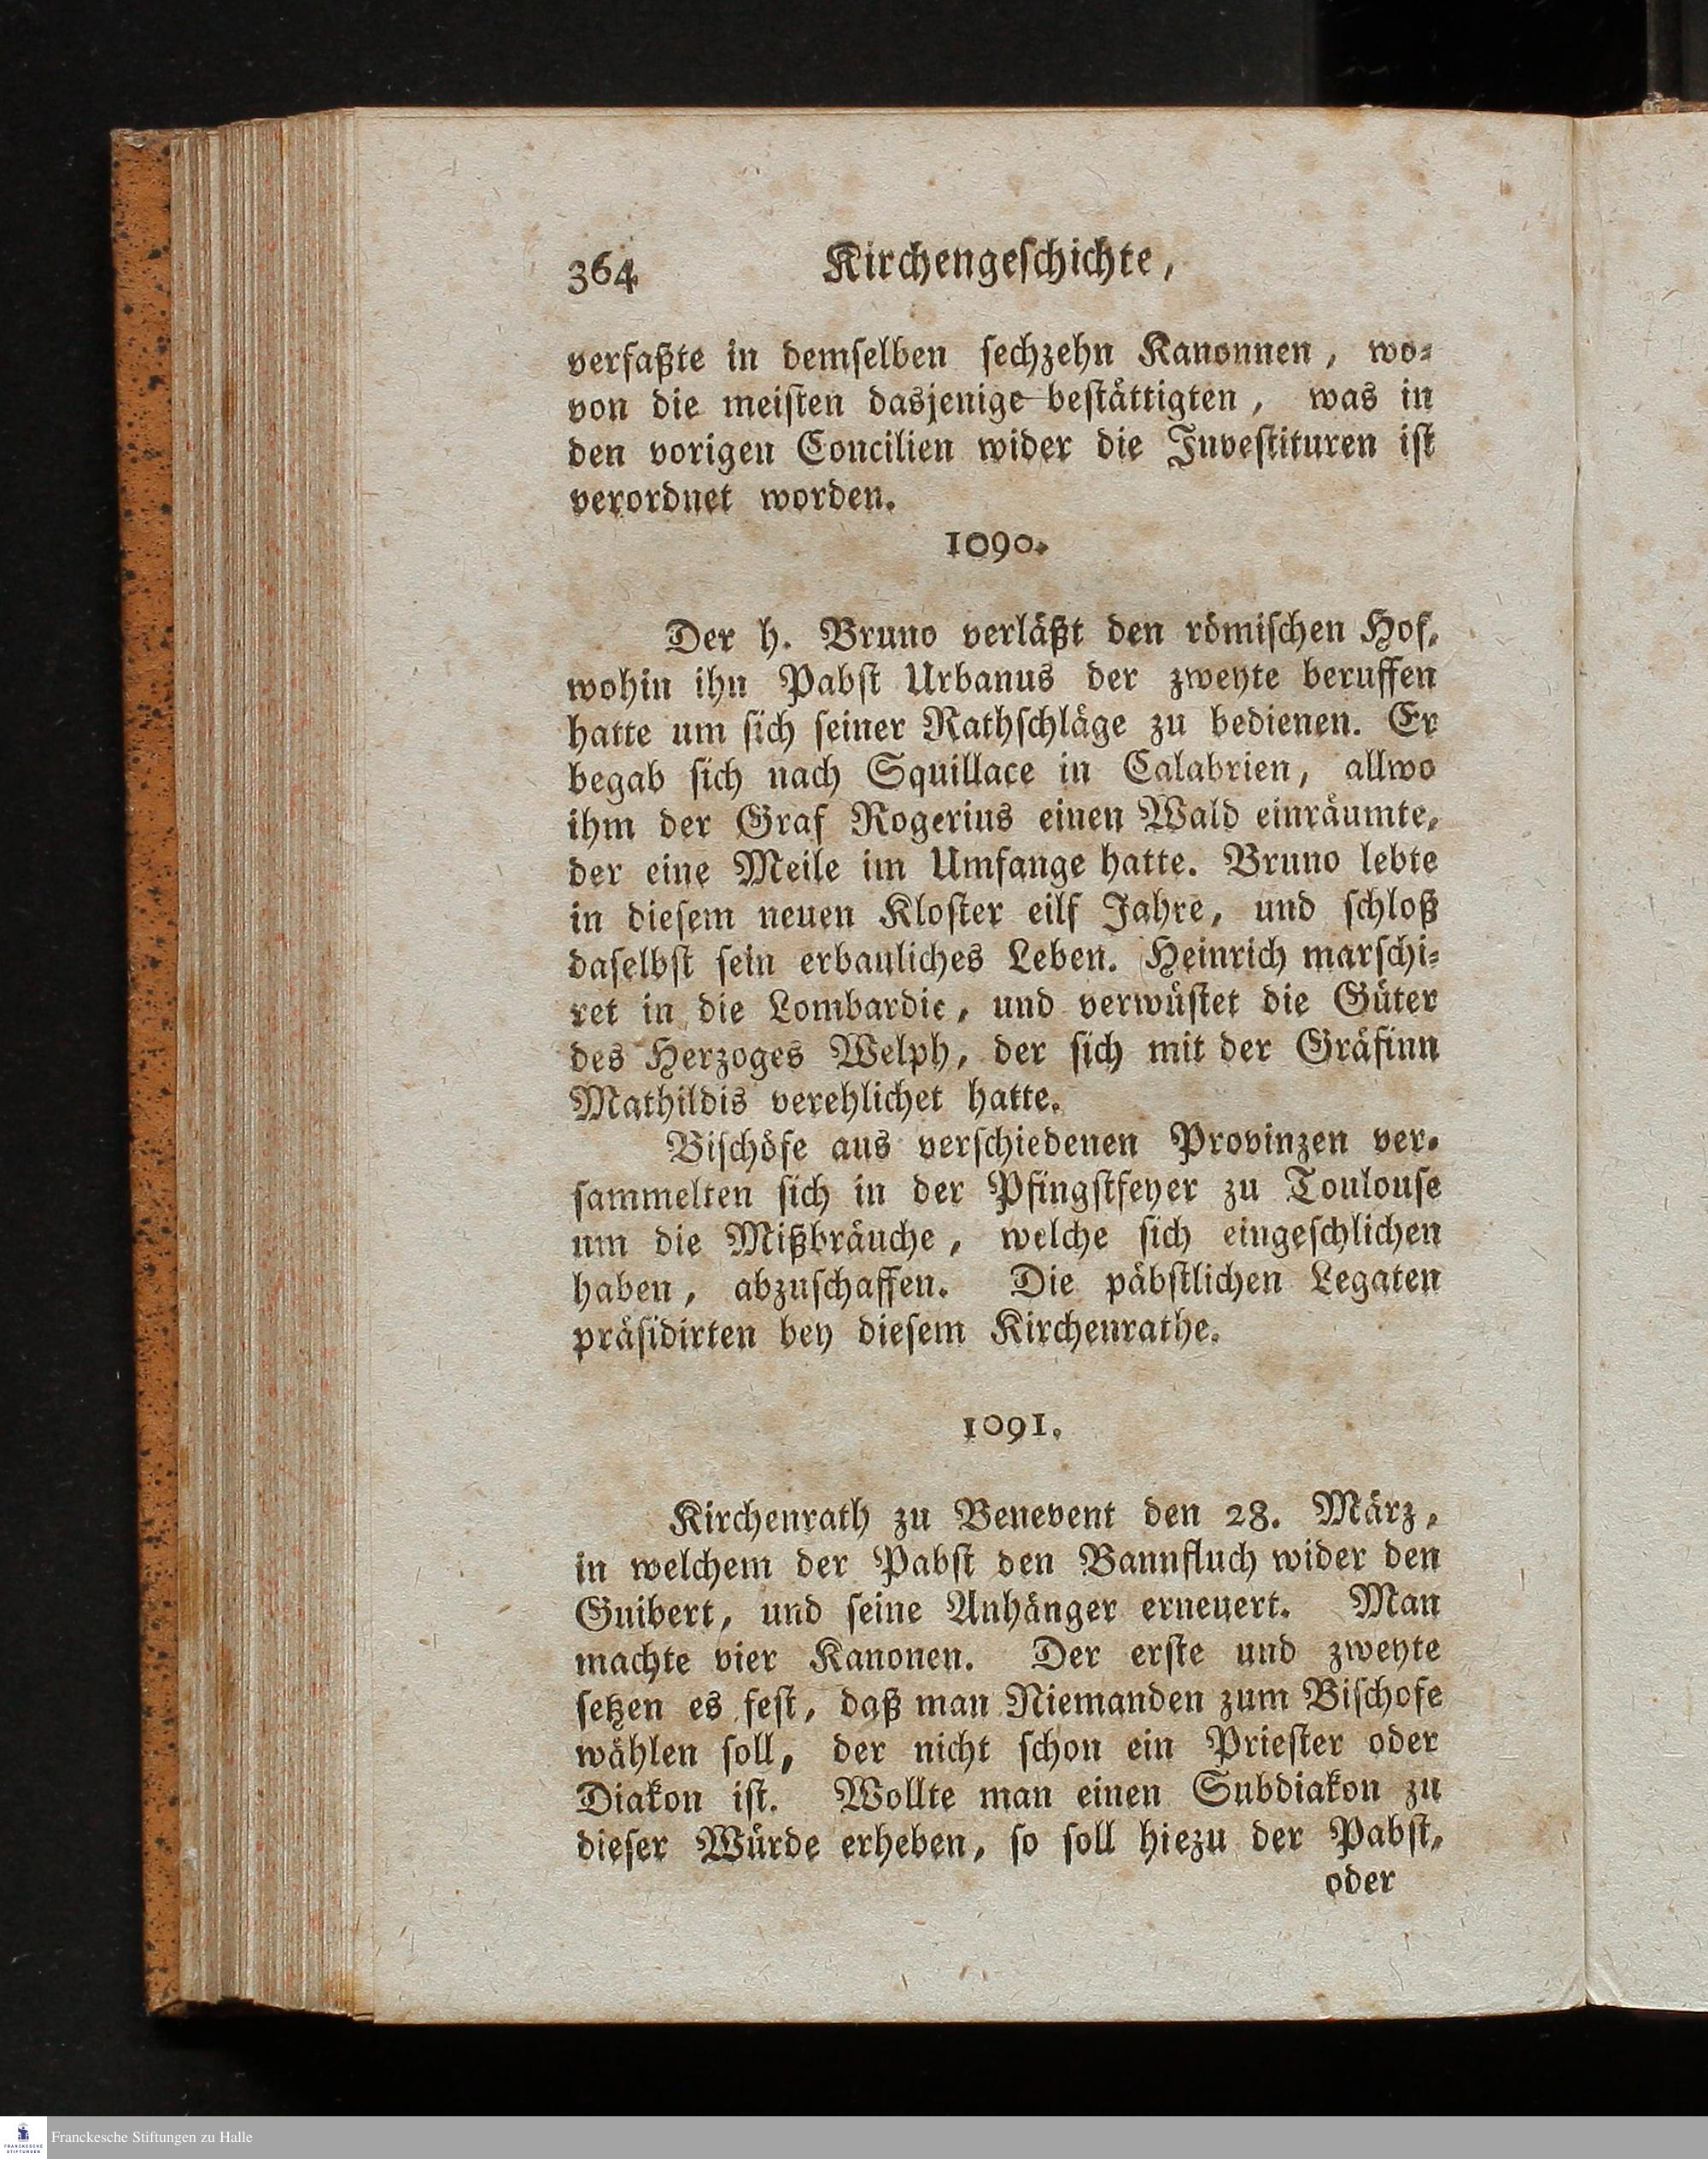 364 Kirchengeschichte,
verfaßte in demselben sechzehn Kanonnen, wo-
von die meisten dasjenige bestättigten, was in
den vorigen Concilien wider die Investituren ist
verordnet worden.
1090.
Der h. Bruno verläßt den römischen Hof,
wohin ihn Pabst Urbanus der zweyte beruffen
hatte um sich seiner Rathschläge zu bedienen. Er
begab sich nach Squillace in Calabrien, allwo
ihm der Graf Rogerius einen Wald einräumte,
der eine Meile im Umfange hatte. Bruno lebte
in diesem neuen Kloster eilf Jahre, und schloß
daselbst sein erbauliches Leben. Heinrich marschi-
ret in die Lombardie, und verwüstet die Güter
des Herzoges Welph, der sich mit der Gräfinn
Mathildis verehlichet hatte.
Bischöfe aus verschiedenen Provinzen ver-
sammelten sich in der Pfingstfeyer zu Toulouse
um die Mißbräuche, welche sich eingeschlichen
haben, abzuschaffen. Die päbstlichen Legaten
präsidirten bey diesem Kirchenrathe.
1091.
Kirchenrath zu Benevent den 28. März,
in welchem der Pabst den Bannfluch wider den
Guibert, und seine Anhänger erneuert. Man
machte vier Kanonen. Der erste und zweyte
setzen es fest, daß man Niemanden zum Bischofe
wählen soll, der nicht schon ein Priester oder
Diakon ist. Wollte man einen Subdiakon zu
dieser Würde erheben, so soll hiezu der Pabst,
oder
FRANCKESCHE
STIFTUNGEN
Franckesche Stiftungen zu Halle